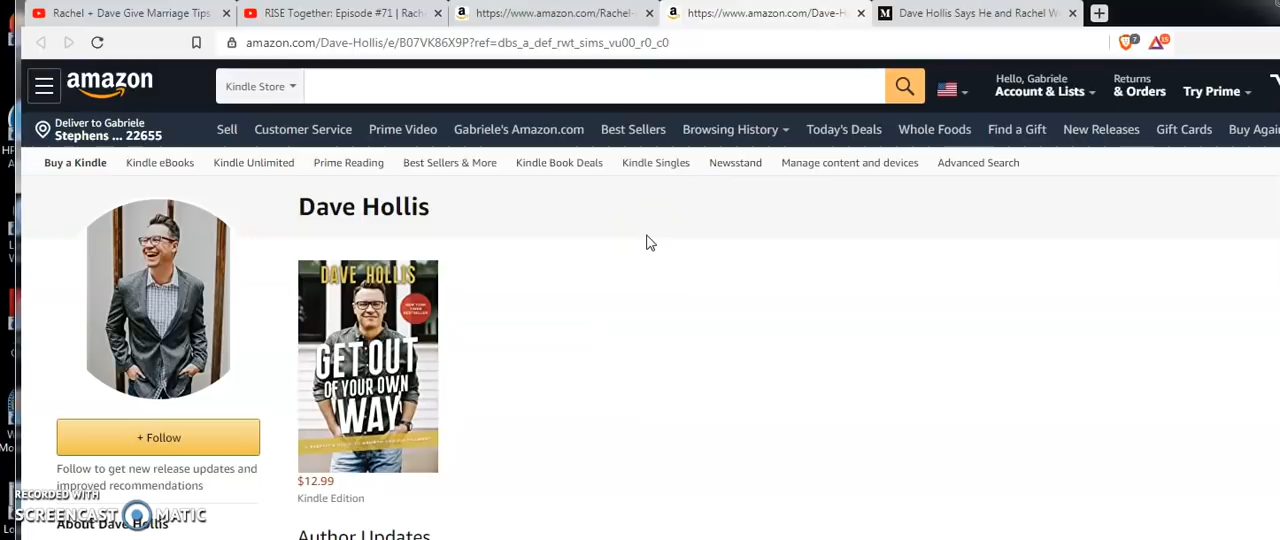 Rachel + Dave Give Marriage Tips
RISE Together: Episode #71 | Rach
https://www.amazon.com/Rachel-
https://www.amazon.com/Dave-H
Dave Hollis Says He and Rachel W
amazon.com/Dave-Hollis/e/B07VK86X9P?ref=dbs_a_def_rwt_sims_vu00_r0_c0
7
15
amazon
Kindle Store
Hello, Gabriele
Account & Lists
Returns
& Orders
Try Prime
Deliver to Gabriele
Stephens ... 22655
Sell Customer Service Prime Video Gabriele's Amazon.com Best Sellers Browsing History Today's Deals Whole Foods Find a Gift New Releases Gift Cards Buy Again
Buy a Kindle Kindle eBooks Kindle Unlimited Prime Reading Best Sellers & More Kindle Book Deals Kindle Singles Newsstand Manage content and devices Advanced Search
Dave Hollis
DAVE HOLLIS
GET OUT
OF YOUR OWN
WAY
$12.99
Kindle Edition
+ Follow
Follow to get new release updates and
improved recommendations
RECORDED WITH
SCREENCAST MATIC
About Dave Hollis
Author Updates